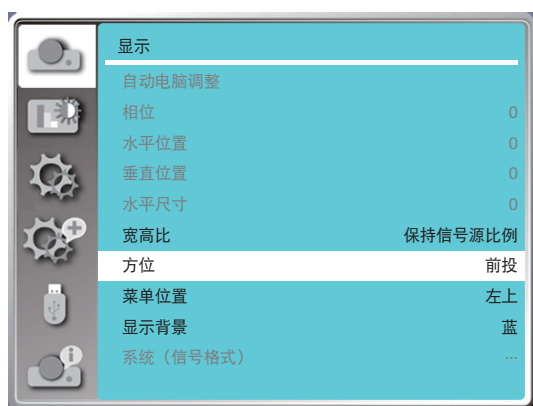 显示
自动电脑调整
相位 0
水平位置 0
垂直位置 0
水平尺寸 0
宽高比 保持信号源比例
方位 前投
菜单位置 左上
显示背景 蓝
系统（信号格式） ...